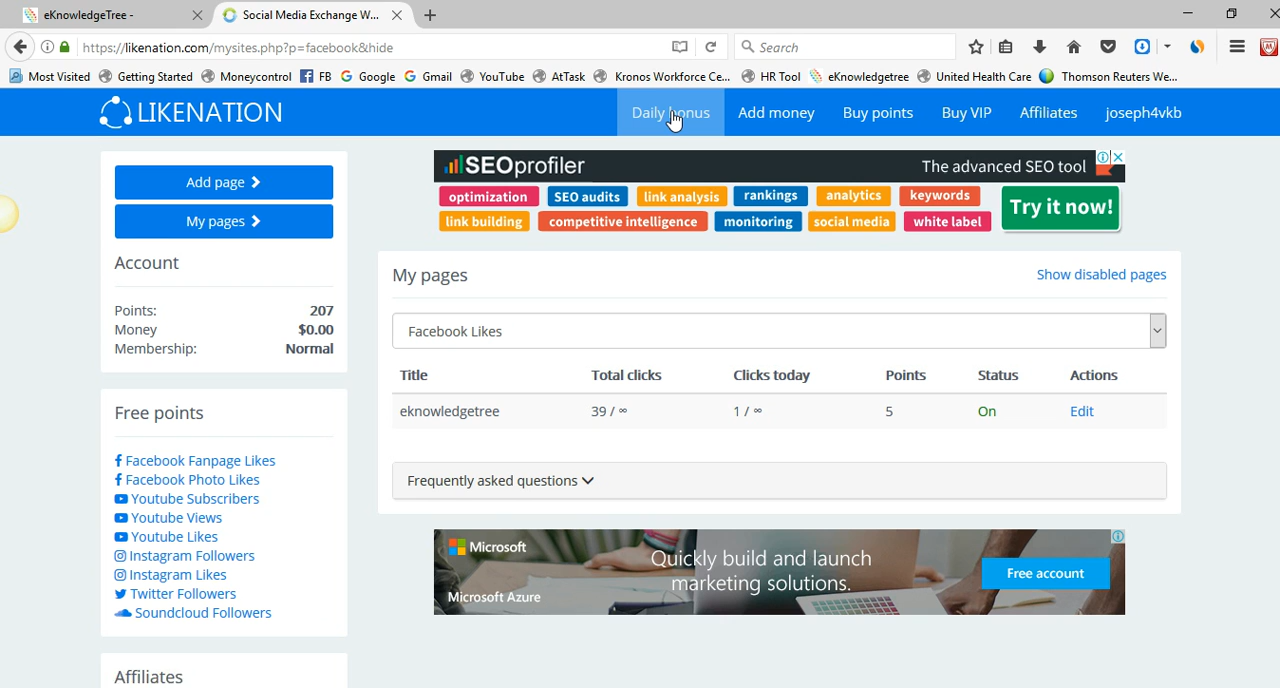 eKnowledgeTree -
Social Media Exchange W...
https://likenation.com/mysites.php?p=facebook&hide
Search
Most Visited Getting Started Moneycontrol FB Google Gmail YouTube AtTask Kronos Workforce Ce... HR Tool eKnowledgetree United Health Care Thomson Reuters We...
LIKENATION
Daily bonus Add money Buy points Buy VIP Affiliates joseph4vkb
Add page
My pages
Account
Points: 207
Money $0.00
Membership: Normal
Free points
Facebook Fanpage Likes
Facebook Photo Likes
Youtube Subscribers
Youtube Views
Youtube Likes
Instagram Followers
Instagram Likes
Twitter Followers
Soundcloud Followers
Affiliates
SEOprofiler The advanced SEO tool
optimization SEO audits link analysis rankings analytics keywords
link building competitive intelligence monitoring social media white label
Try it now!
My pages Show disabled pages
Facebook Likes
Title Total clicks Clicks today Points Status Actions
eknowledgetree 39 / ∞ 1 / ∞ 5 On Edit
Frequently asked questions
Microsoft
Quickly build and launch
marketing solutions.
Free account
Microsoft Azure